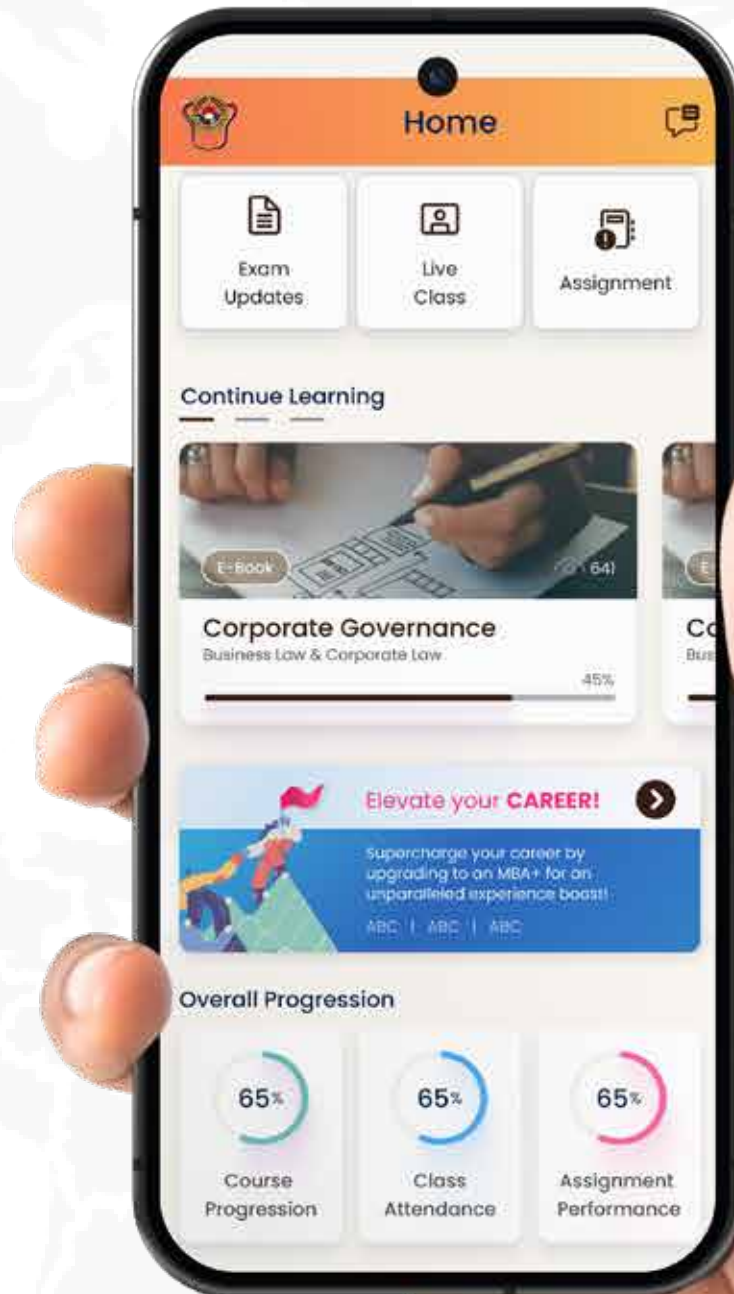 Home
Exam
Updates
Live
Class
Assignment
Continue Learning
E-Book
641
Corporate Governance
Business Law & Corporate Law
45%
Co
Bus
Elevate your CAREER!
Supercharge your career by
upgrading to an MBA+ for an
unparalleled experience boost!
ABC | ABC | ABC
Overall Progression
65%
Course
Progression
65%
Class
Attendance
65%
Assignment
Performance